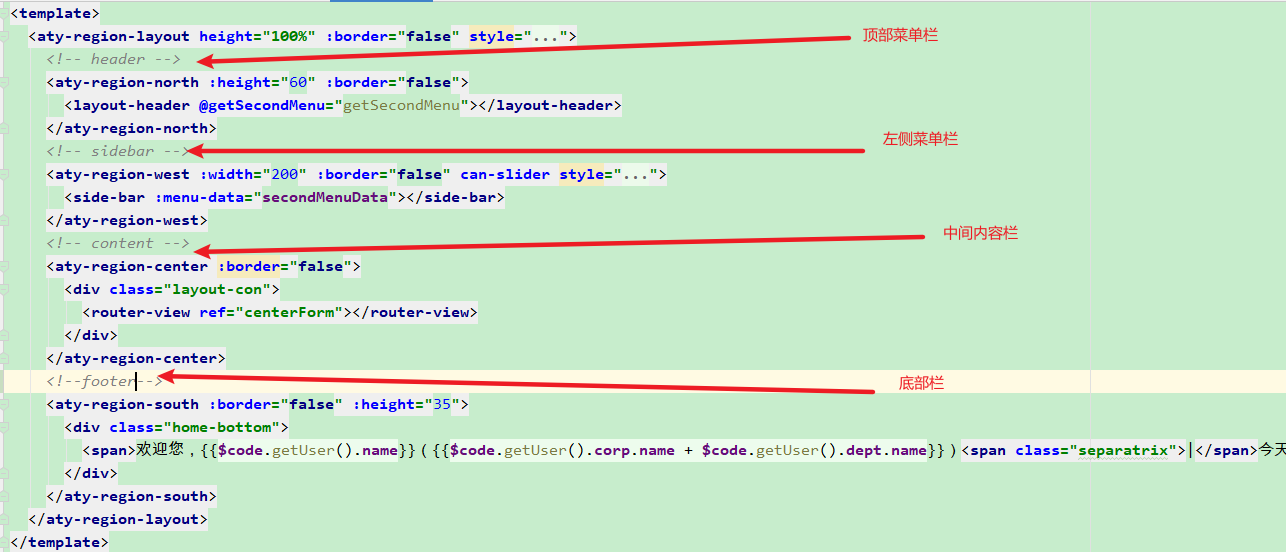 <template>
<aty-region-layout height="100%" :border="false" style="...">
顶部菜单栏
<!-- header -->
<aty-region-north :height="60" :border="false">
<layout-header @getSecondMenu="getSecondMenu"></layout-header>
</aty-region-north>
左侧菜单栏
<!-- sidebar -->
<aty-region-west :width="200" :border="false" can-slider style="...">
<side-bar :menu-data="secondMenuData"></side-bar>
</aty-region-west>
中间内容栏
<!-- content -->
<aty-region-center :border="false">
<div class="layout-con">
<router-view ref="centerForm"></router-view>
</div>
</aty-region-center>
<!--footer-->
底部栏
<aty-region-south :border="false" :height="35">
<div class="home-bottom">
<span>欢迎您，{{$code.getUser().name}}（{{$code.getUser().corp.name + $code.getUser().dept.name}}）<span class="separatrix">|</span>今天
</div>
</aty-region-south>
</aty-region-layout>
</template>